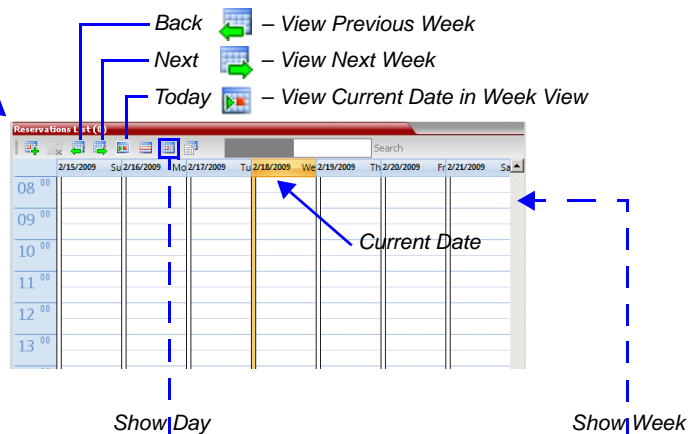 Back – View Previous Week
Next – View Next Week
Today – View Current Date in Week View
Reservations List (0)
Search
2/15/2009 Su 2/16/2009 Mo 2/17/2009 Tu 2/18/2009 We 2/19/2009 Th 2/20/2009 Fr 2/21/2009 Sa
08 00
09 00
Current Date
10 00
11 00
12 00
13 00
Show Day Show Week